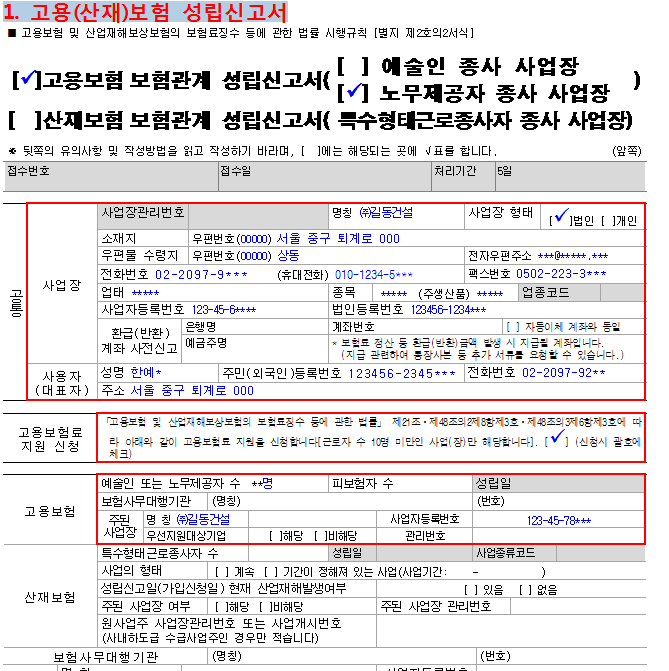 1. 고용(산재)보험 성립신고서
■ 고용보험 및 산업재해보상보험의 보험료징수 등에 관한 법률 시행규칙 [별지 제2호의2서식]
[✓]고용보험 보험관계 성립신고서( [ ] 예술인 종사 사업장
[✓] 노무제공자 종사 사업장 )
[ ]산재보험 보험관계 성립신고서( 특수형태근로종사자 종사 사업장)
* 뒷쪽의 유의사항 및 작성방법을 읽고 작성하기 바라며, [ ]에는 해당되는 곳에 √표를 합니다. (앞쪽)
접수번호 접수일 처리기간 5일
고용
사업장
사업장관리번호 명칭 ㈜길동건설 사업장 형태 [✓]법인 [ ]개인
소재지 우편번호(00000) 서울 중구 퇴계로 000
우편물 수령지 우편번호(00000) 상동 전자우편주소 ***@*****.***
전화번호 02-2097-9*** (휴대전화) 010-1234-5*** 팩스번호 0502-223-3***
업태 ***** 종목 ***** (주생산품) ***** 업종코드
사업자등록번호 123-45-6**** 법인등록번호 123456-1234***
환급(반환) 계좌 사전신고
은행명 계좌번호 [ ] 자동이체 계좌와 동일
예금주명 * 보험료 정산 등 환급(반환)금액 발생 시 지급될 계좌입니다.
(지급 관련하여 통장사본 등 추가 서류를 요청할 수 있습니다.)
사용자
(대표자)
성명 한예* 주민(외국인)등록번호 123456-2345*** 전화번호 02-2097-92**
주소 서울 중구 퇴계로 000
고용보험료
지원 신청
「고용보험 및 산업재해보상보험의 보험료징수 등에 관한 법률」 제21조·제48조의2제8항제3호·제48조의3제6항제3호에 따
라 아래와 같이 고용보험료 지원을 신청합니다[근로자 수 10명 미만인 사업(장)만 해당합니다]. [✓] (신청시 괄호에
체크)
고용보험
예술인 또는 노무제공자 수 **명 피보험자 수 성립일
보험사무대행기관 (명칭) (번호)
주된
사업장
명 칭 ㈜길동건설 사업자등록번호 123-45-78***
우선지원대상기업 [ ]해당 [ ]비해당 관리번호
산재보험
특수형태근로종사자 수 성립일 사업종류코드
사업의 형태 [ ] 계속 [ ] 기간이 정해져 있는 사업(사업기간: - )
성립신고일(가입신청일) 현재 산업재해발생여부 [ ] 있음 [ ] 없음
주된 사업장 여부 [ ]해당 [ ]비해당 주된 사업장 관리번호
원사업주 사업장관리번호 또는 사업개시번호
(사내하도급 수급사업주인 경우만 적습니다)
보험사무대행기관 (명칭) (번호)